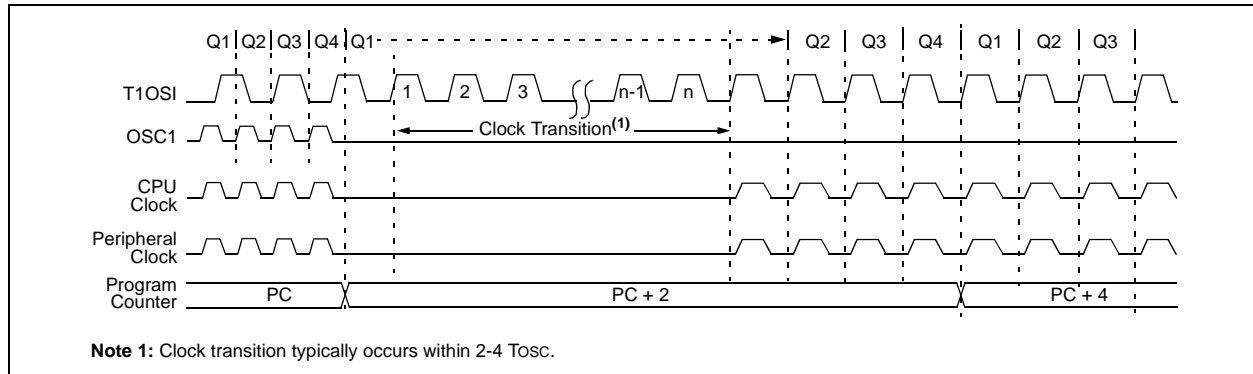 Q1 Q2 Q3 Q4 Q1 Q2 Q3 Q4 Q1 Q2 Q3
T1OSI 1 2 3 n-1 n
Clock Transition(1)
OSC1
CPU
Clock
Peripheral
Clock
Program
Counter
PC PC + 2 PC + 4
Note 1: Clock transition typically occurs within 2-4 TOSC.